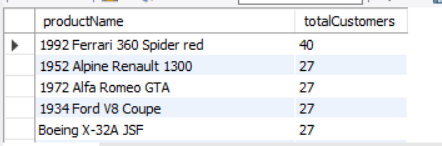 productName totalCustomers
1992 Ferrari 360 Spider red 40
1952 Alpine Renault 1300 27
1972 Alfa Romeo GTA 27
1934 Ford V8 Coupe 27
Boeing X-32A JSF 27